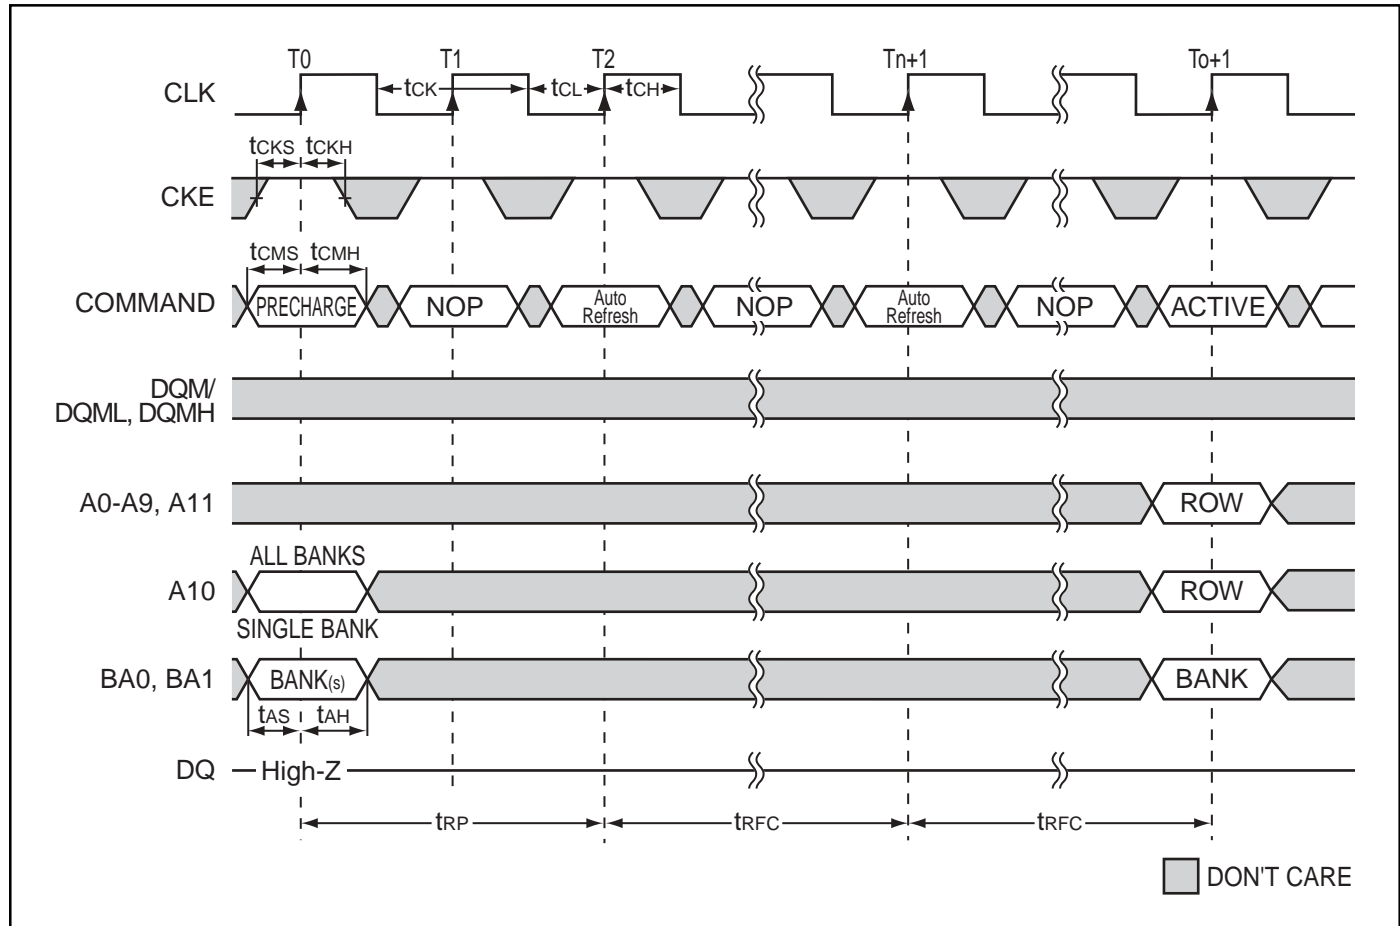 T0 T1 T2 Tn+1 To+1
CLK
tCK tCL tCH
tCKS tCKH
CKE
tCMS tCMH
COMMAND PRECHARGE NOP Auto Refresh NOP Auto Refresh NOP ACTIVE
DQM/
DQML, DQMH
A0-A9, A11 ROW
ALL BANKS
A10 ROW
SINGLE BANK
BA0, BA1 BANK(s) BANK
tAS tAH
DQ High-Z
tRP tRFC tRFC
DON'T CARE